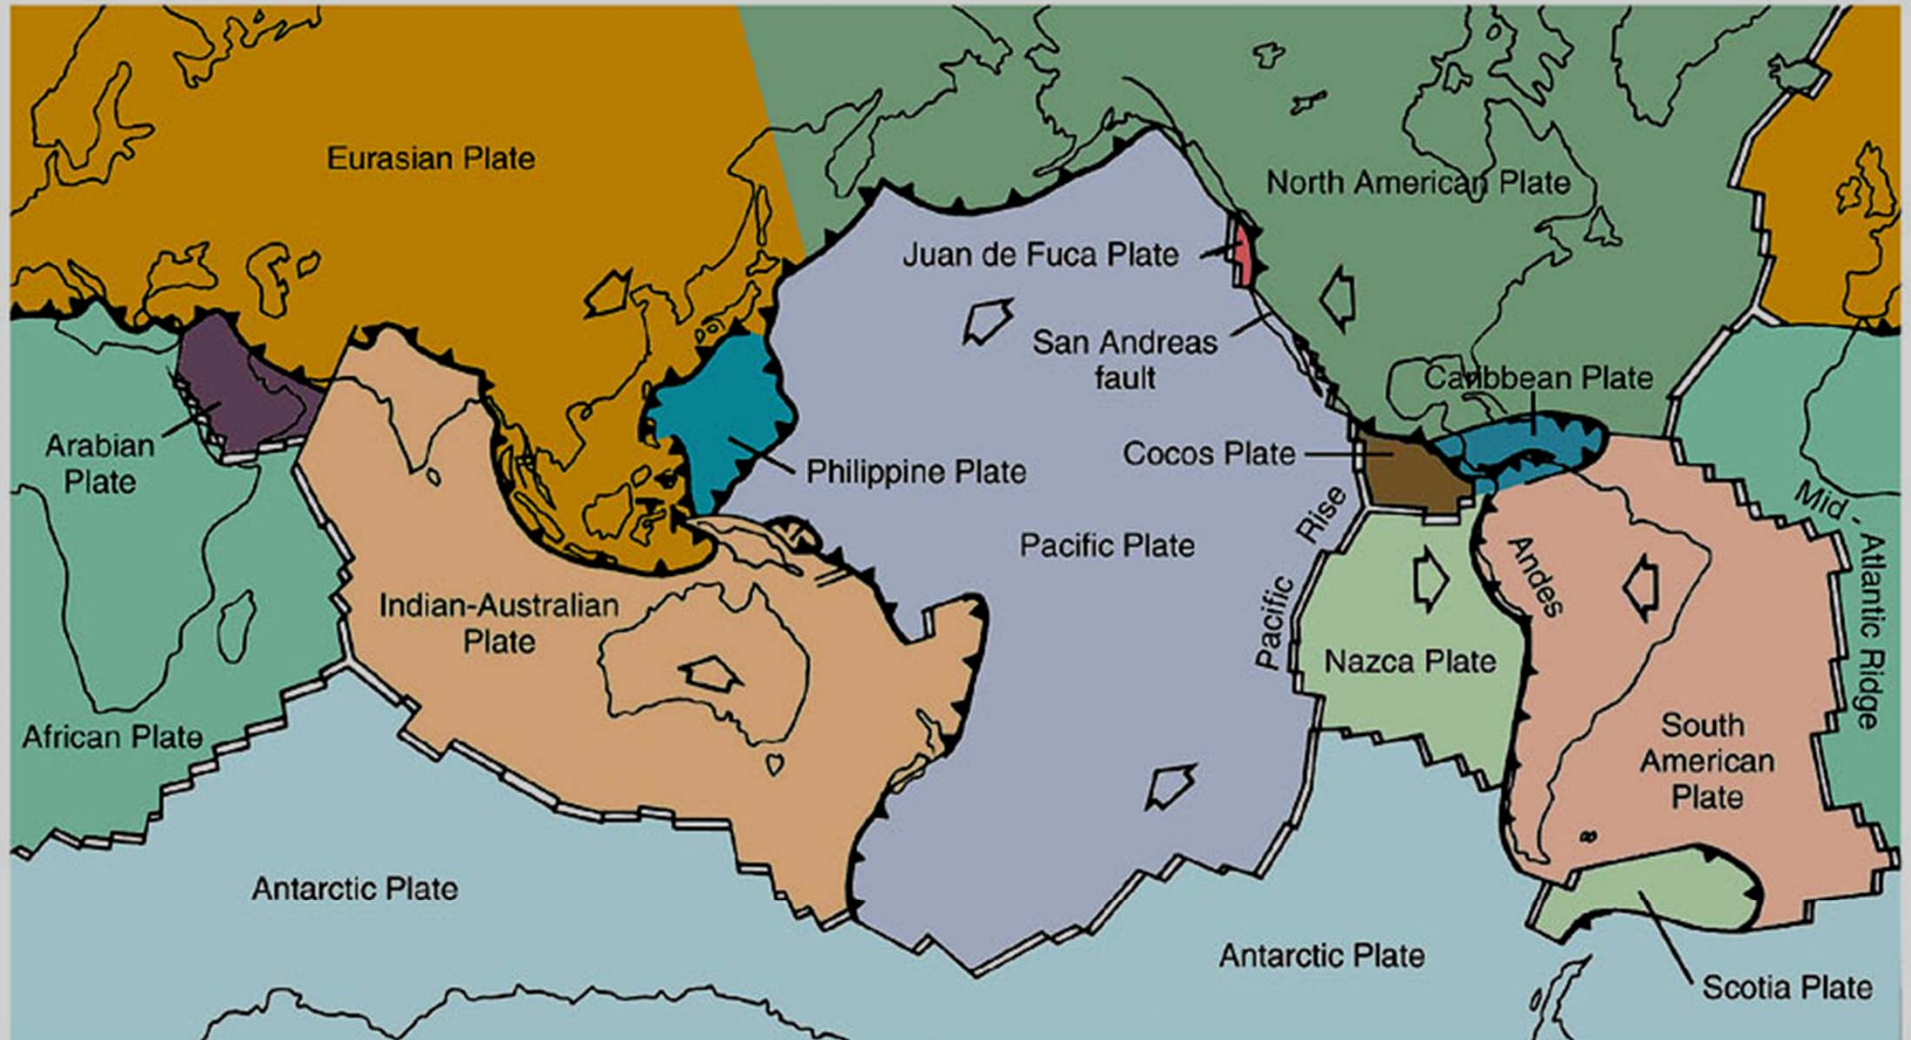 Eurasian Plate
North American Plate
Juan de Fuca Plate
San Andreas
fault
Caribbean Plate
Arabian
Plate
Cocos Plate
Philippine Plate
Mid -
Atlantic Ridge
Pacific
Rise
Pacific Plate
Andes
Indian-Australian
Plate
Nazca Plate
African Plate
South
American
Plate
Antarctic Plate
Antarctic Plate
Scotia Plate